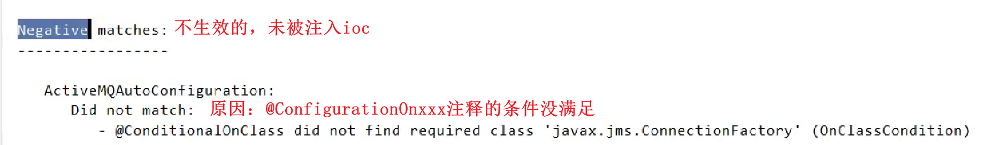 Negative matches: 不生效的，未被注入ioc
-----------------
ActiveMQAutoConfiguration:
Did not match: 原因：@ConfigurationOnxxx注释的条件没满足
- @ConditionalOnClass did not find required class 'javax.jms.ConnectionFactory' (OnClassCondition)